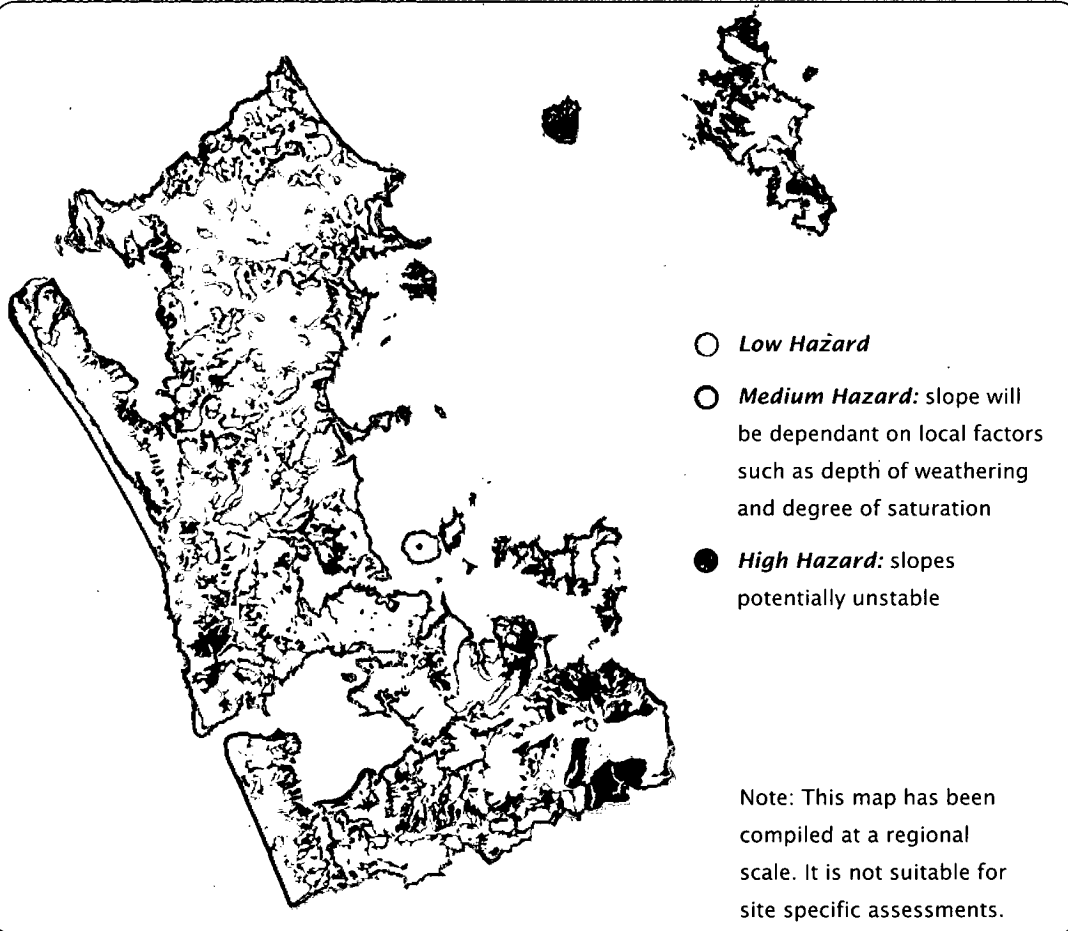 Low Hazard
Medium Hazard: slope will
be dependant on local factors
such as depth of weathering
and degree of saturation
High Hazard: slopes
potentially unstable
Note: This map has been
compiled at a regional
scale. It is not suitable for
site specific assessments.